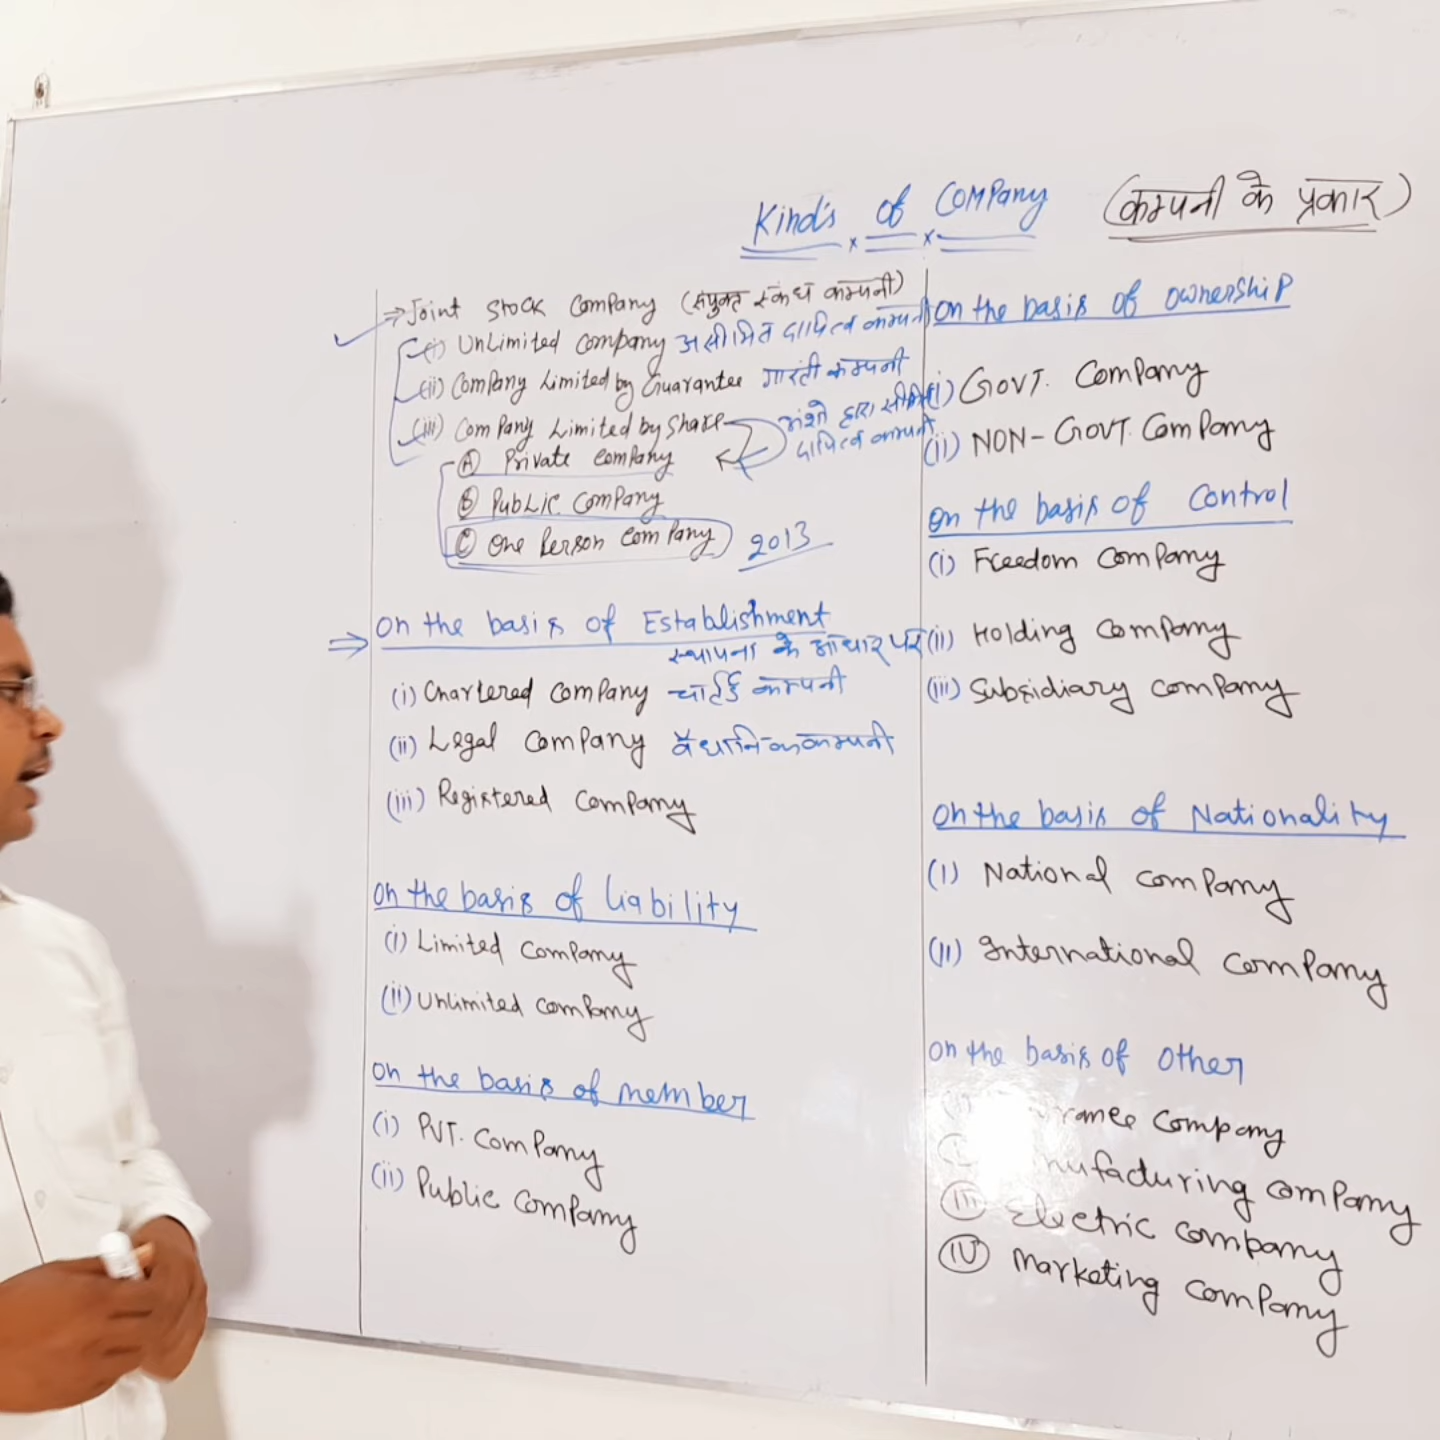 Kind's of Company (कम्पनी के प्रकार)
⇒ Joint Stock Company (संयुक्त स्कंध कम्पनी)
(i) Unlimited Company असीमित दायित्व कम्पनी
(ii) Company Limited by Guarantee गारंटी कम्पनी
(iii) Company Limited by Share अंशो द्वारा सीमित दायित्व कम्पनी
(A) Private Company
(B) Public Company
(C) One Person Company 2013
⇒ On the basis of Establishment
स्थापना के आधार पर
(i) Chartered Company चार्टर्ड कम्पनी
(ii) Legal Company वैधानिक कम्पनी
(iii) Registered Company
On the basis of Liability
(i) Limited Company
(ii) Unlimited Company
On the basis of member
(i) PVT. Company
(ii) Public Company
On the basis of Ownership
(i) GOVT. Company
(ii) NON-GOVT. Company
On the basis of Control
(i) Freedom Company
(ii) Holding Company
(iii) Subsidiary Company
On the basis of Nationality
(I) National Company
(II) International Company
On the basis of Other
Company
Company
(III) Electric Company
(IV) Marketing Company